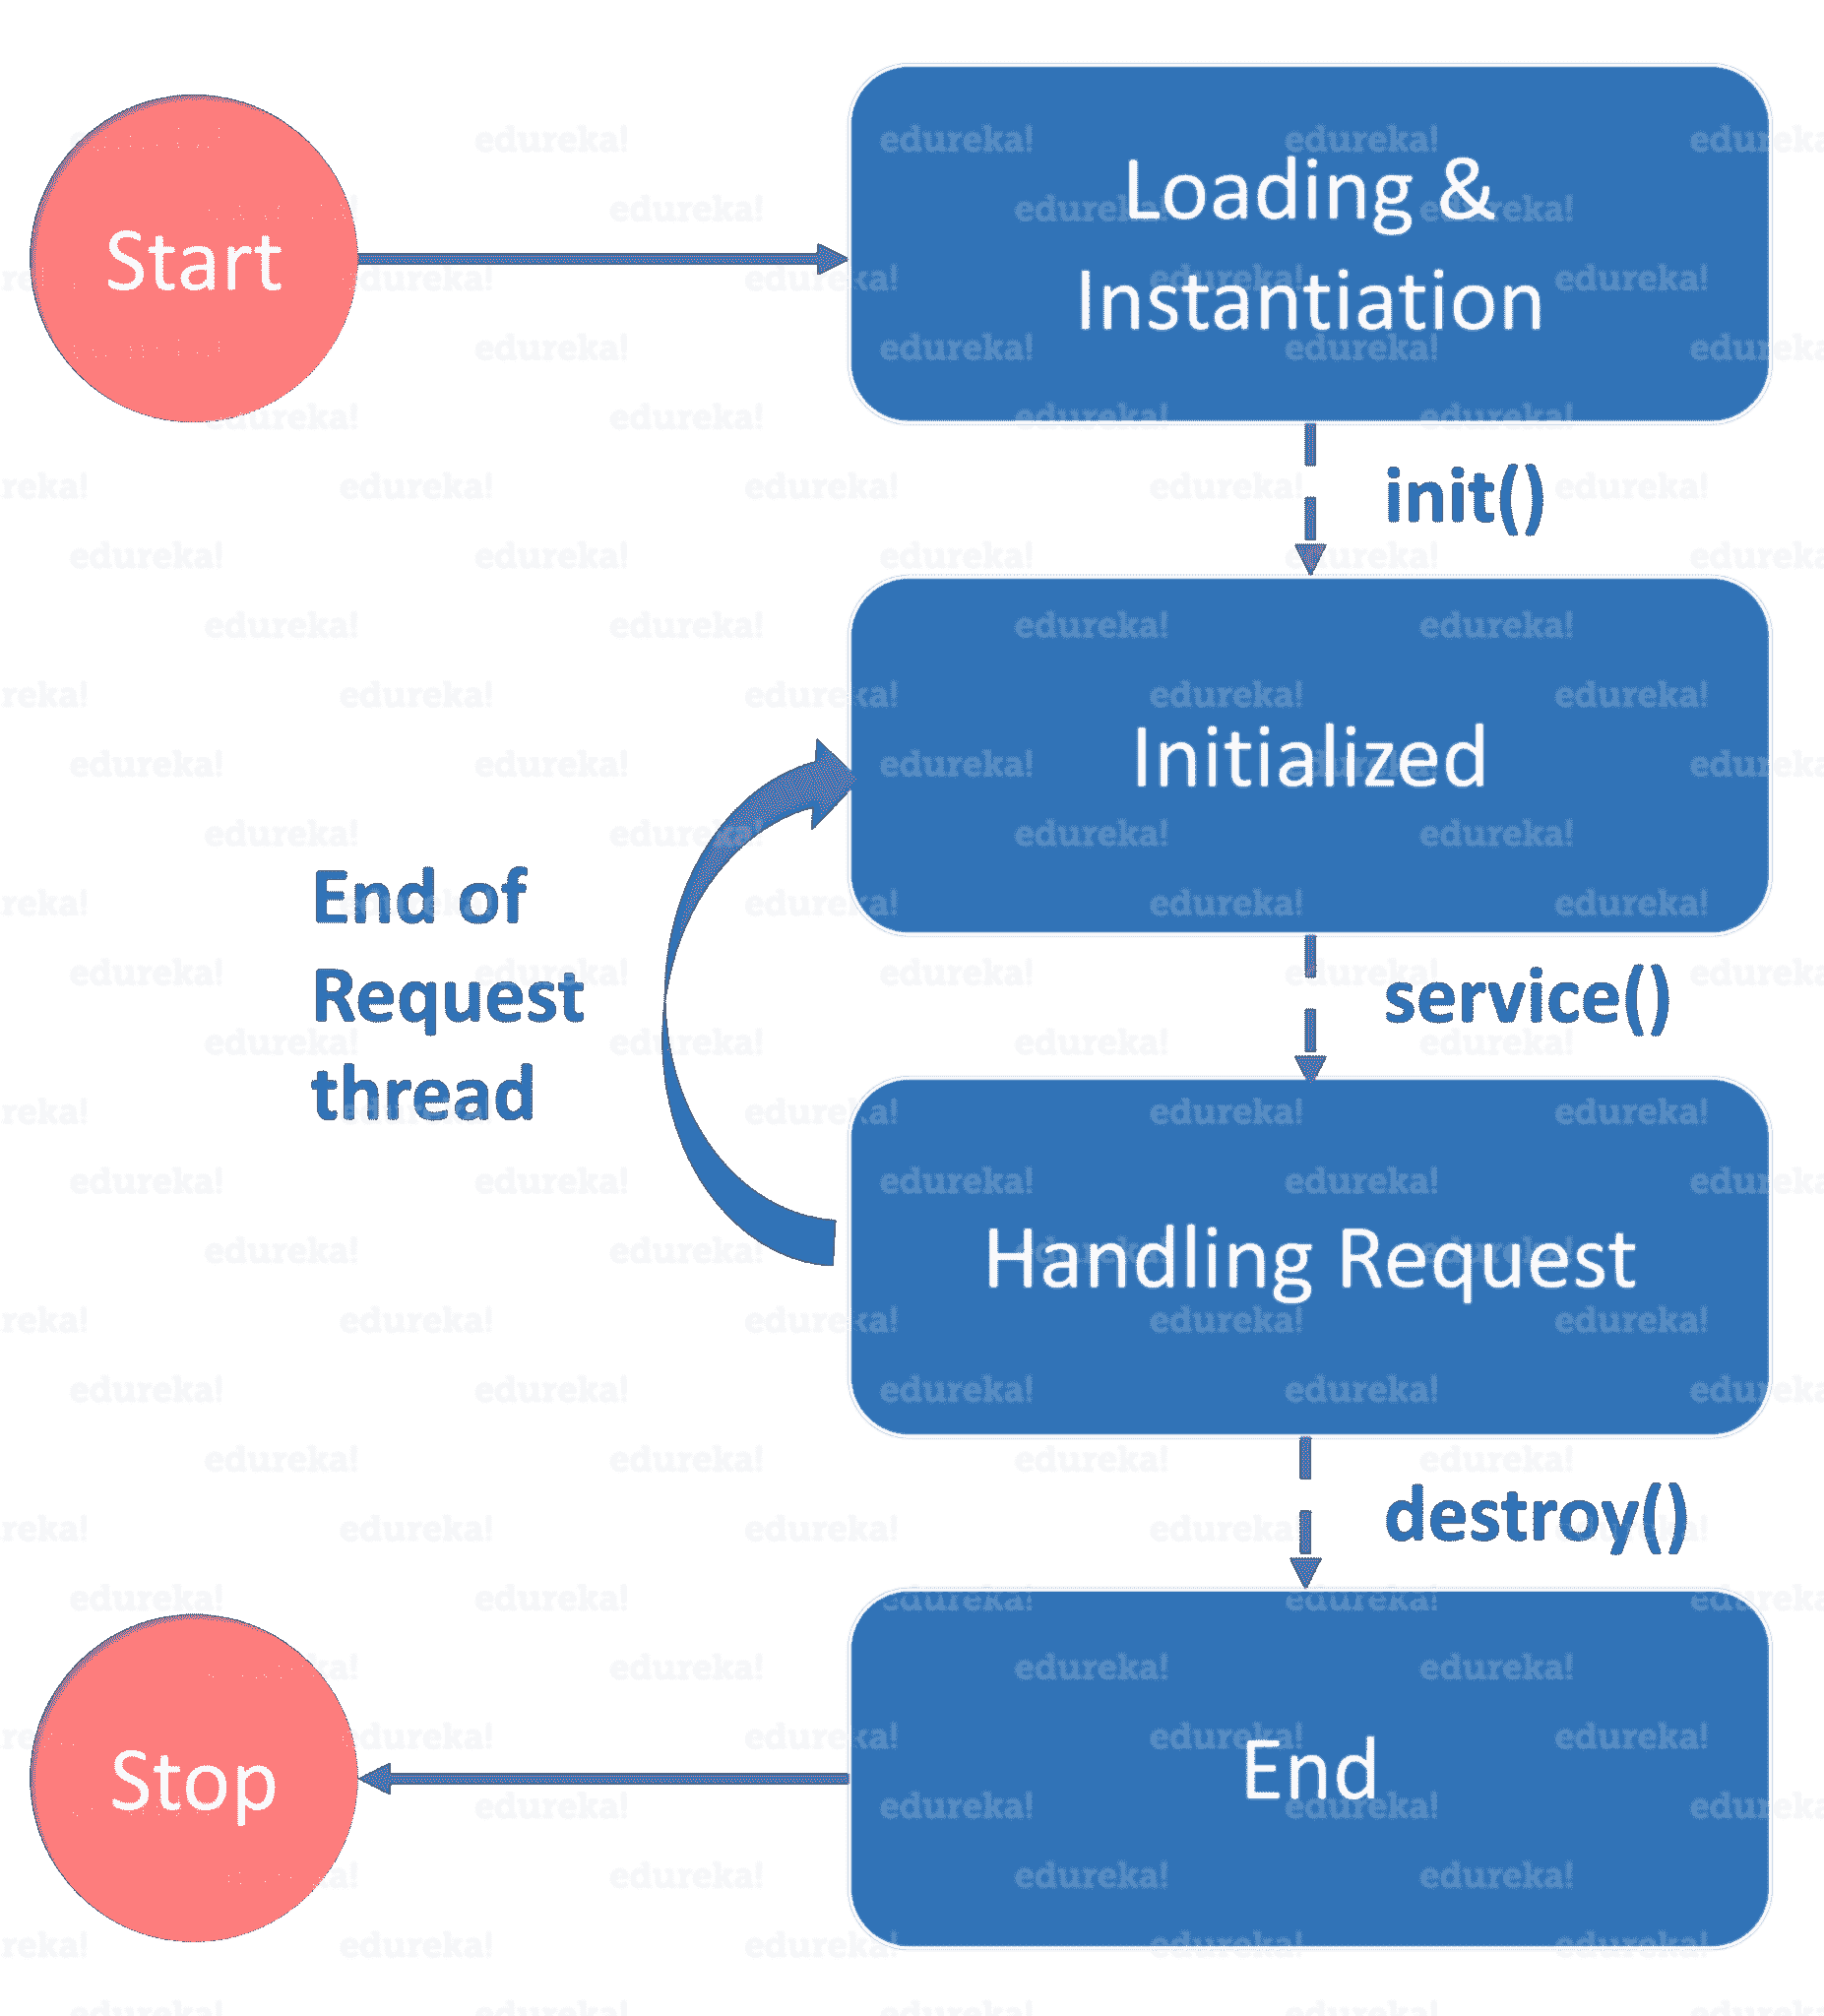 Start
Loading &
Instantiation
init()
Initialized
End of
Request
thread
service()
Handling Request
destroy()
End
Stop
edureka!